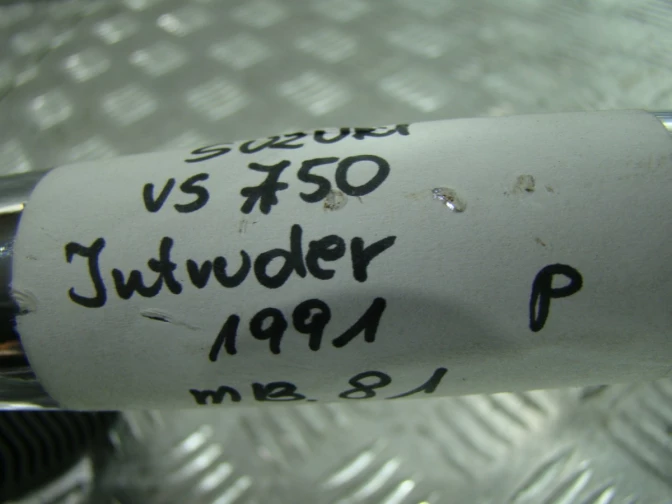 SUZUKI
VS 750
Intruder
1991
P
MB. 81